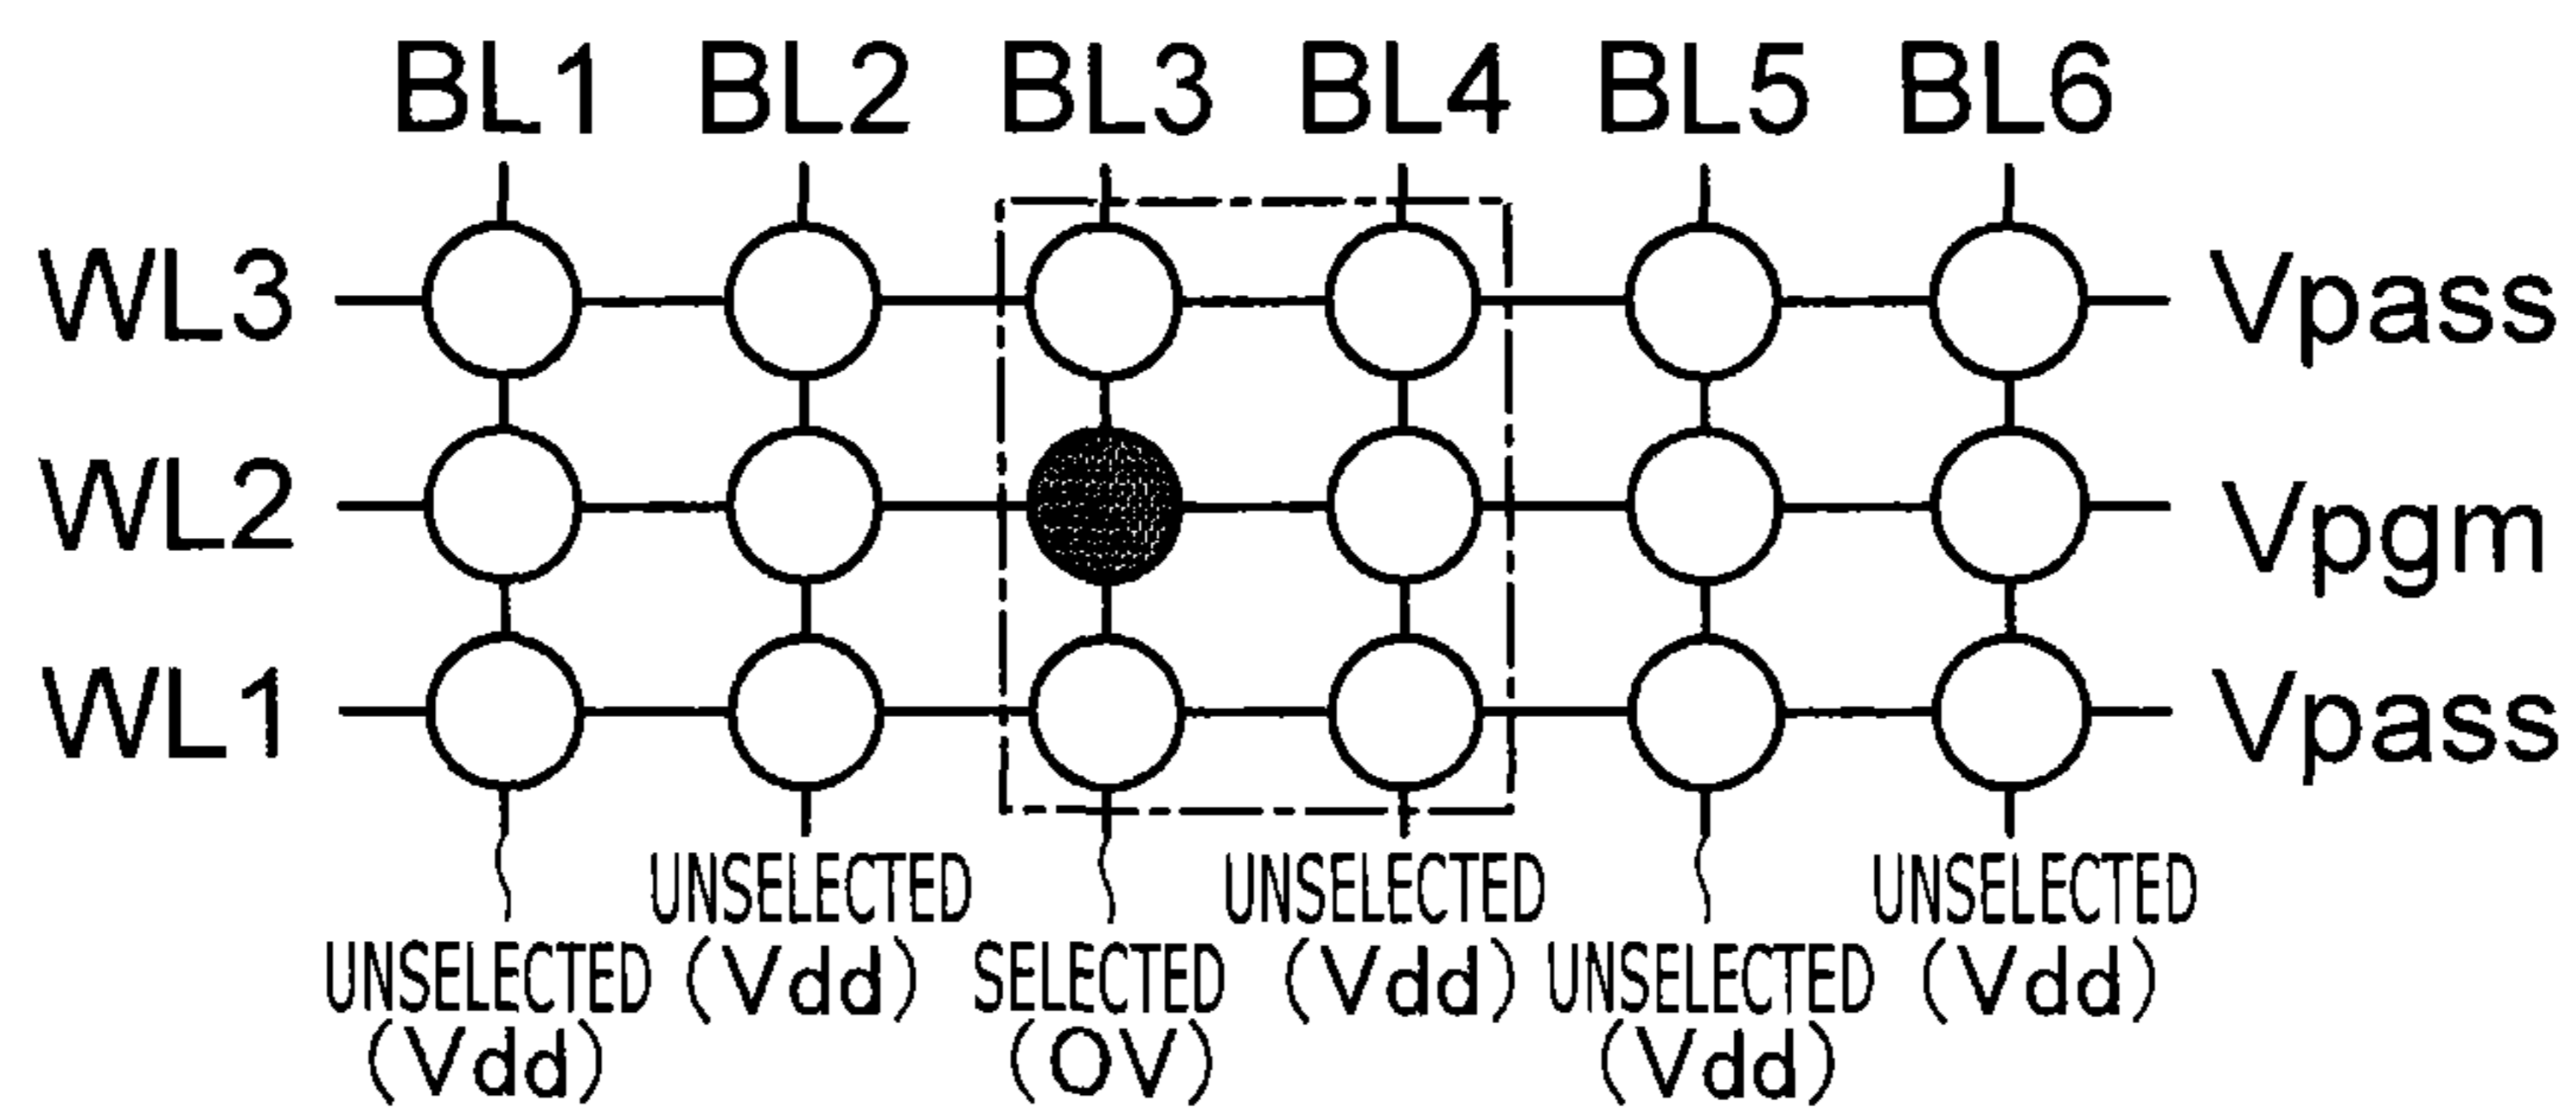 BL1 BL2 BL3 BL4 BL5 BL6
WL3 Vpass
WL2 Vpgm
WL1 Vpass
UNSELECTED UNSELECTED UNSELECTED
UNSELECTED (Vdd) SELECTED (Vdd) UNSELECTED (Vdd)
(Vdd) (0V) (Vdd)